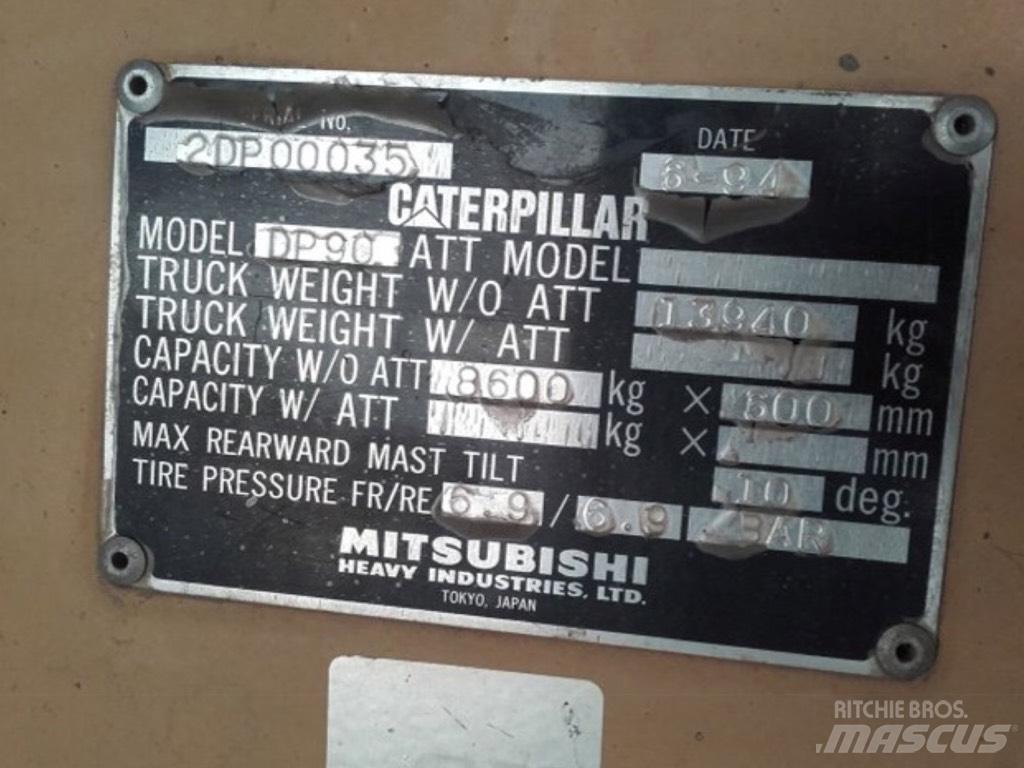 SERIAL NO. DATE
2DP00035 6-94
CATERPILLAR
MODEL DP90 ATT MODEL
TRUCK WEIGHT W/O ATT 13940 kg
TRUCK WEIGHT W/ ATT kg
CAPACITY W/O ATT 8600 kg × 600 mm
CAPACITY W/ ATT kg × mm
MAX REARWARD MAST TILT 10 deg.
TIRE PRESSURE FR/RE 6.9 / 6.9 BAR
MITSUBISHI
HEAVY INDUSTRIES, LTD.
TOKYO, JAPAN
RITCHIE BROS.
MASCUS